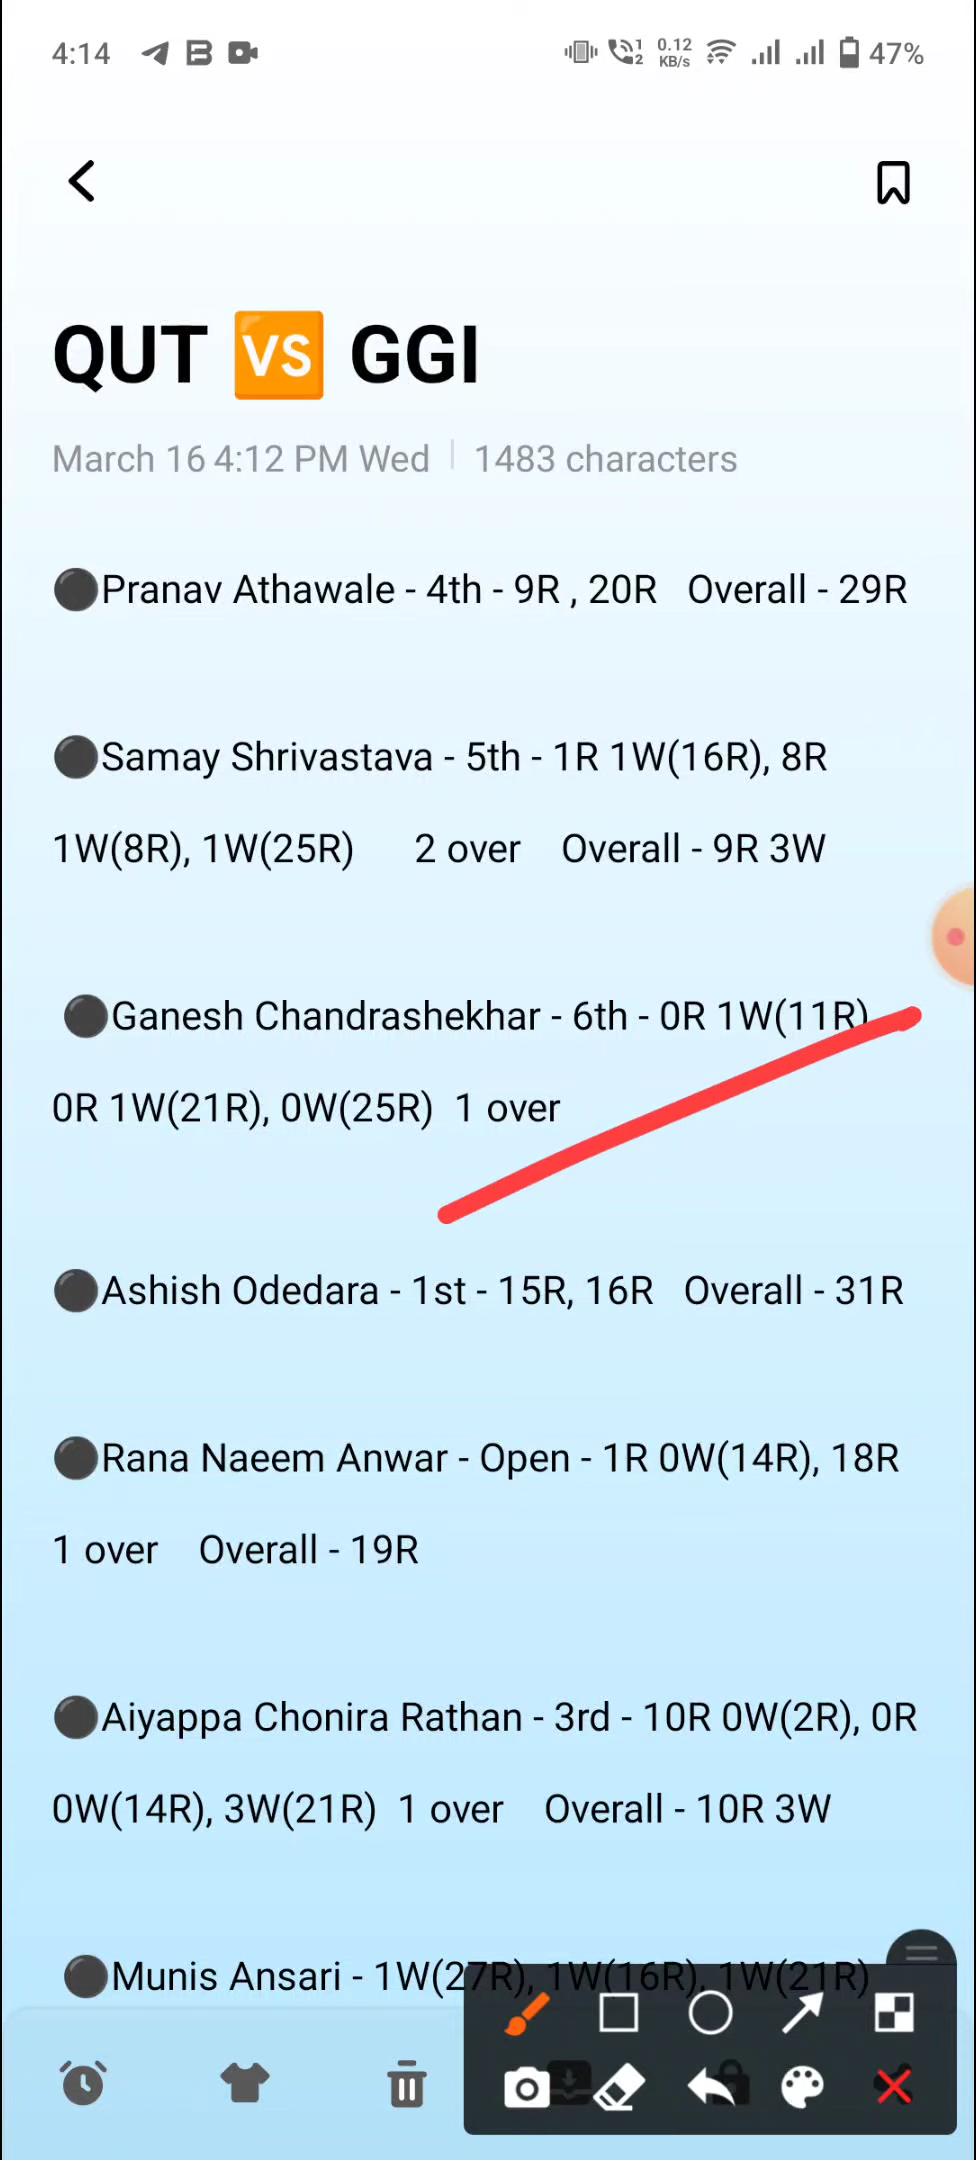 4:14
1
2
0.12
KB/s
47%
QUT VS GGI
March 16 4:12 PM Wed | 1483 characters
Pranav Athawale - 4th - 9R , 20R Overall - 29R
Samay Shrivastava - 5th - 1R 1W(16R), 8R
1W(8R), 1W(25R) 2 over Overall - 9R 3W
Ganesh Chandrashekhar - 6th - 0R 1W(11R)
0R 1W(21R), 0W(25R) 1 over
Ashish Odedara - 1st - 15R, 16R Overall - 31R
Rana Naeem Anwar - Open - 1R 0W(14R), 18R
1 over Overall - 19R
Aiyappa Chonira Rathan - 3rd - 10R 0W(2R), 0R
0W(14R), 3W(21R) 1 over Overall - 10R 3W
Munis Ansari - 1W(27R), 1W(16R), 1W(21R)